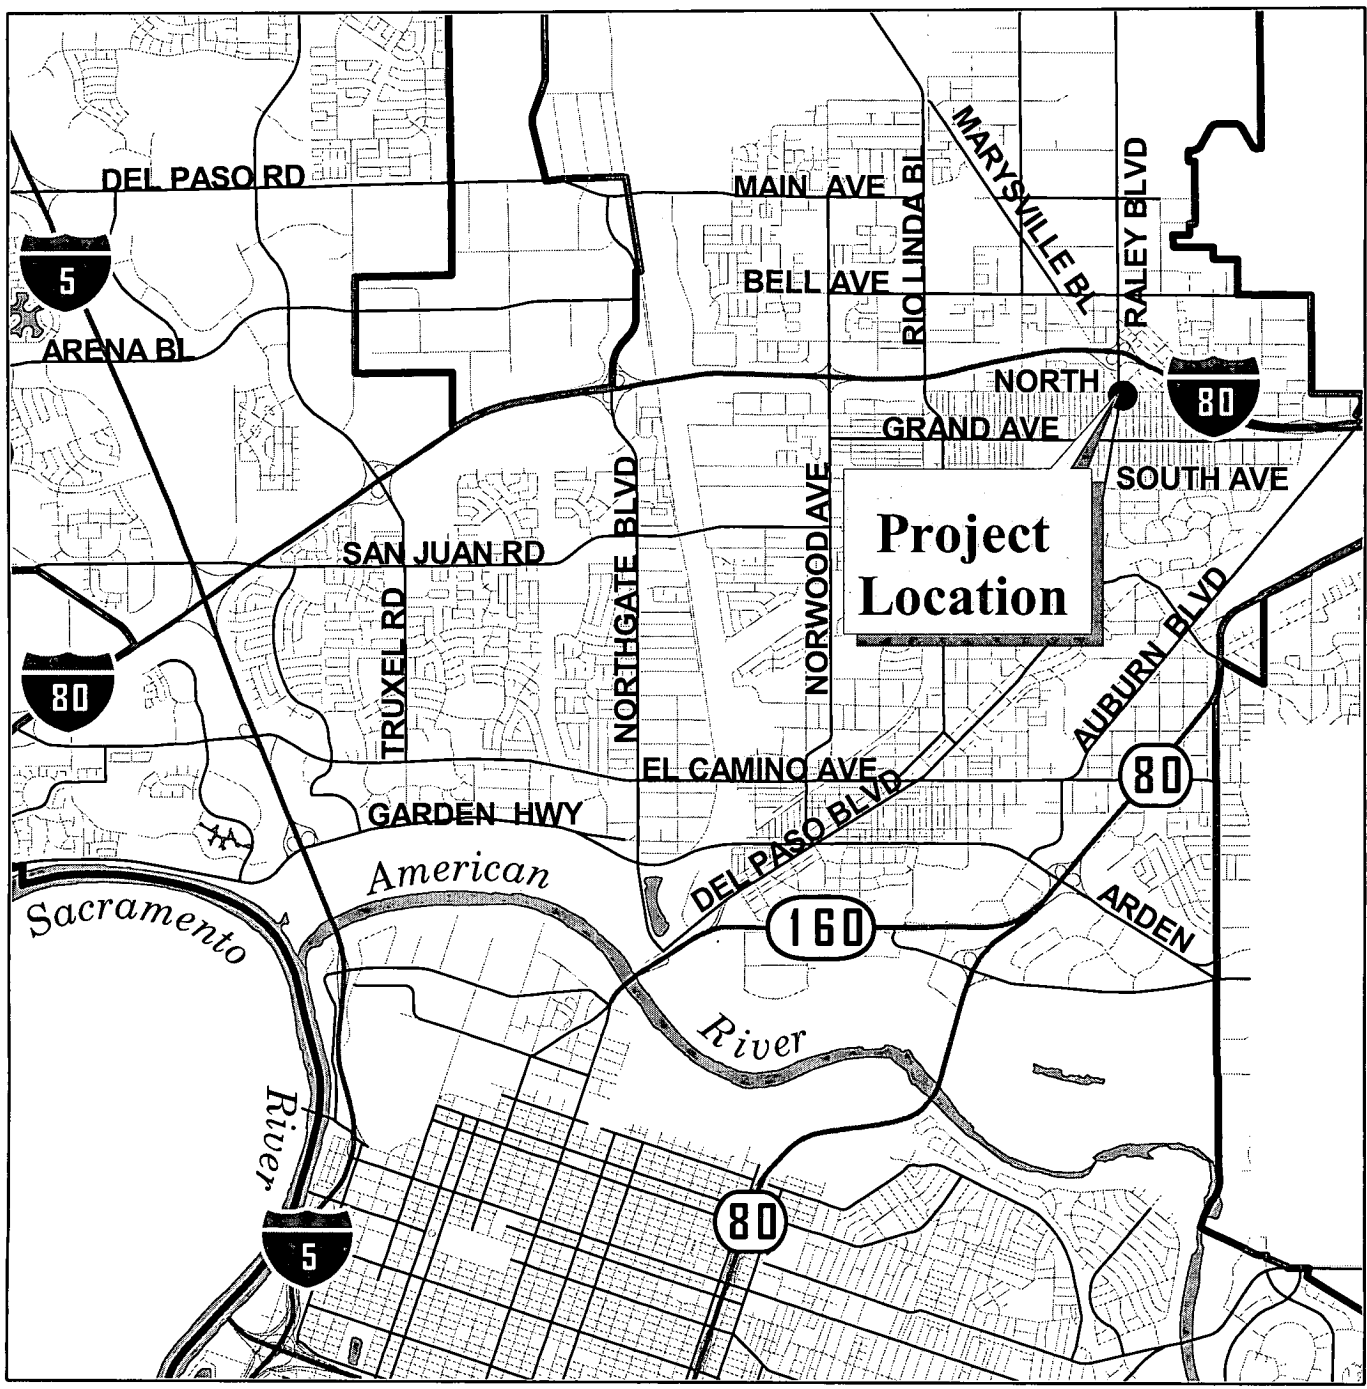 DEL PASO RD
MAIN AVE
MARYSVILLE BL
RALEY BLVD
RIO LINDA Bl
5
BELL AVE
ARENA BL
NORTH
80
GRAND AVE
SOUTH AVE
Project
Location
SAN JUAN RD
NORTHGATE BLVD
NORWOOD AVE
TRUXEL RD
AUBURN BLVD
80
80
EL CAMINO AVE
GARDEN HWY
DEL PASO BLVD
American
ARDEN
Sacramento
160
River
River
80
5